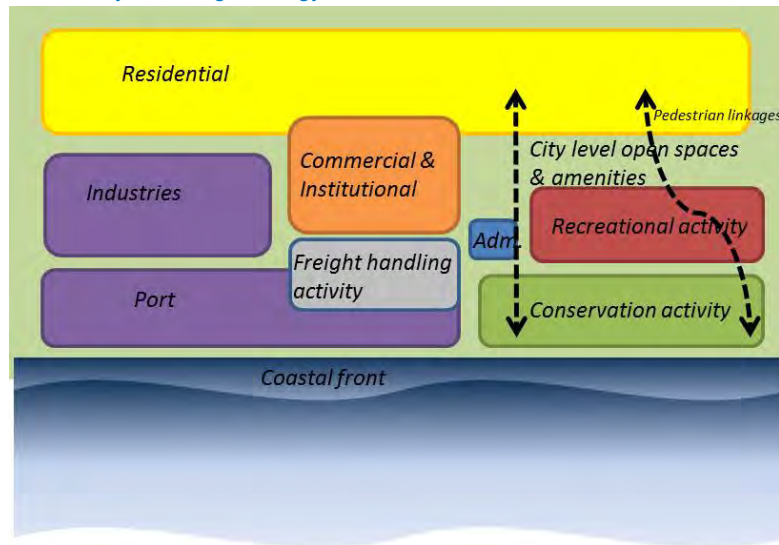 Residential
Pedestrian linkages
Commercial &
Institutional
City level open spaces
& amenities
Industries
Recreational activity
Adm.
Freight handling
activity
Port
Conservation activity
Coastal front